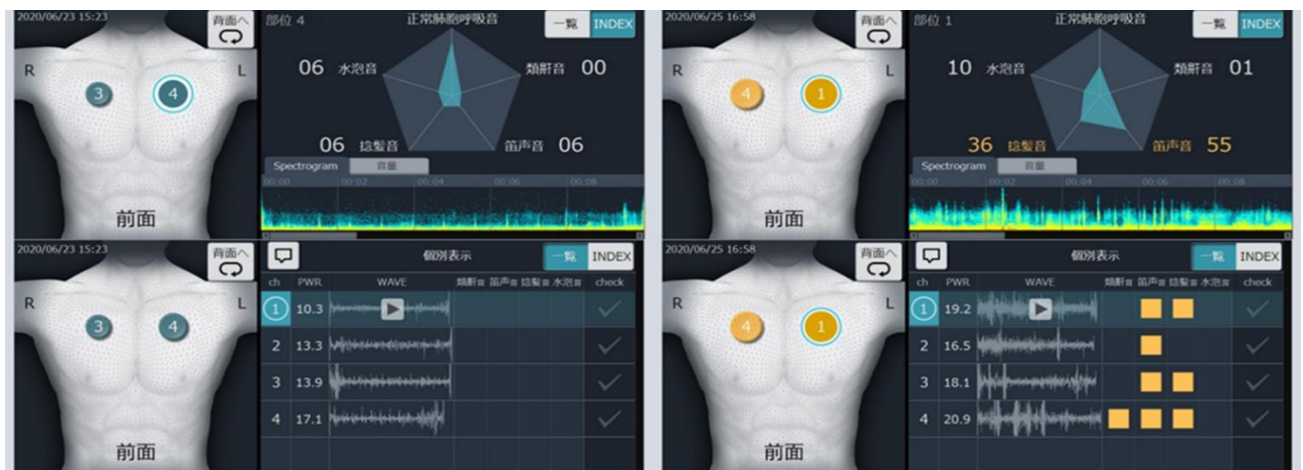 2020/06/23 15:23
背面へ
R
L
3
4
前面
部位 4
正常肺胞呼吸音
一覧
INDEX
06 水泡音
類鼾音 00
06 捻髪音
笛声音 06
Spectrogram
音量
00:00 00:02 00:04 00:06 00:08
2020/06/25 16:58
背面へ
R
L
4
1
前面
部位 1
正常肺胞呼吸音
一覧
INDEX
10 水泡音
類鼾音 01
36 捻髪音
笛声音 55
Spectrogram
音量
00:00 00:02 00:04 00:06 00:08
2020/06/23 15:23
背面へ
R
L
3
4
前面
個別表示
一覧
INDEX
ch PWR WAVE 類鼾音 笛声音 捻髪音 水泡音 check
1 10.3
2 13.3
3 13.9
4 17.1
2020/06/25 16:58
背面へ
R
L
4
1
前面
個別表示
一覧
INDEX
ch PWR WAVE 類鼾音 笛声音 捻髪音 水泡音 check
1 19.2
2 16.5
3 18.1
4 20.9